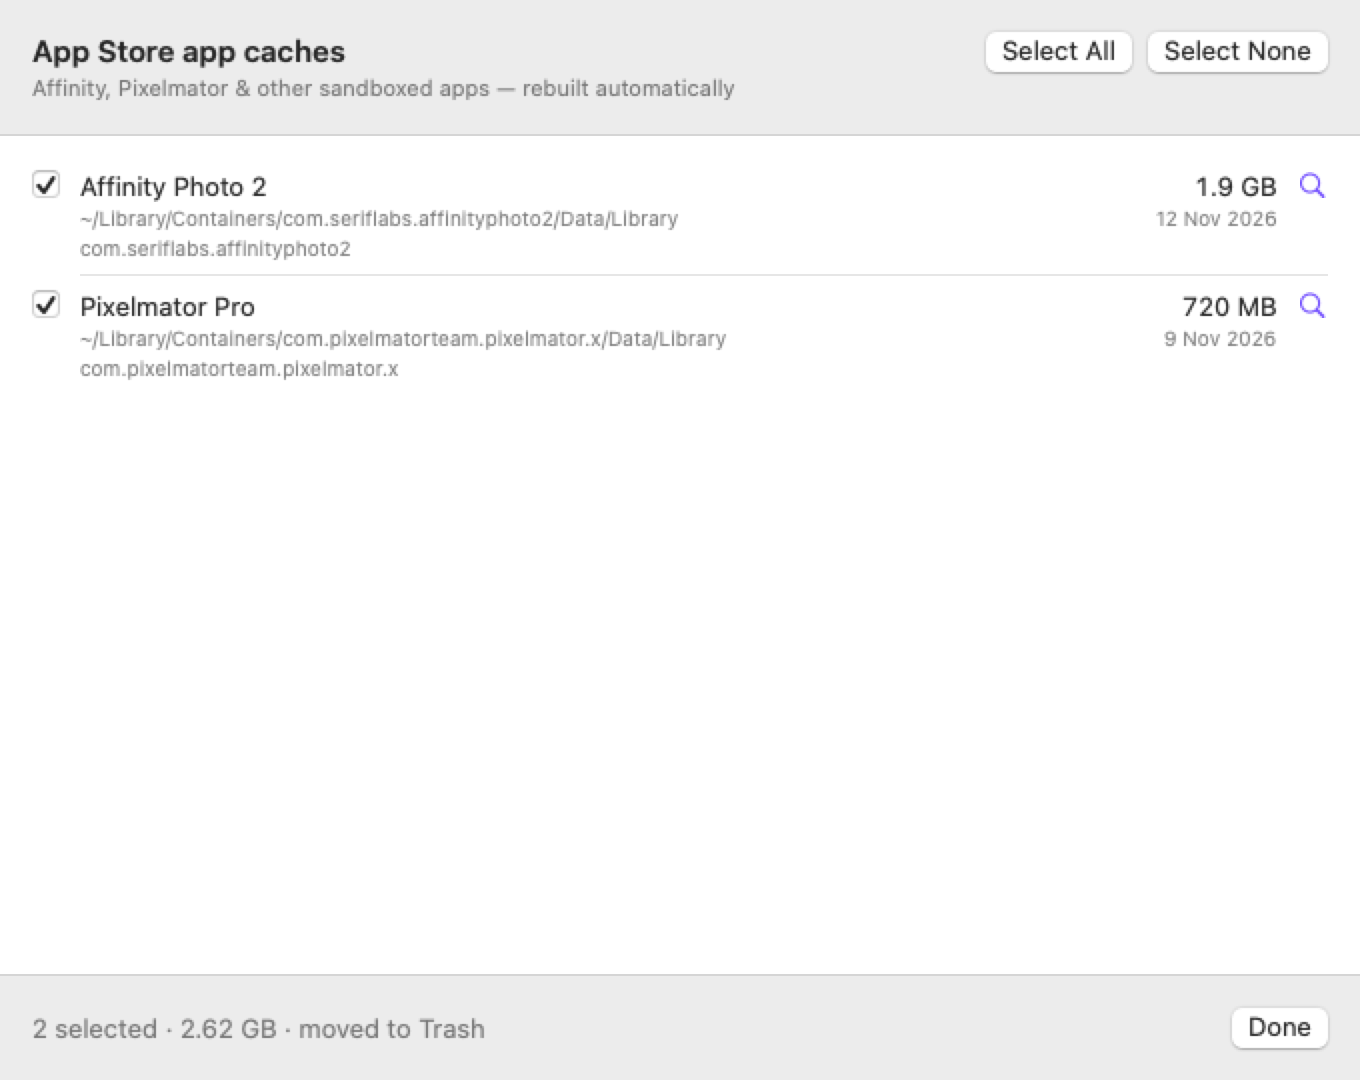 App Store app caches
Select All
Select None
Affinity, Pixelmator & other sandboxed apps — rebuilt automatically
Affinity Photo 2
1.9 GB
~/Library/Containers/com.seriflabs.affinityphoto2/Data/Library
12 Nov 2026
com.seriflabs.affinityphoto2
Pixelmator Pro
720 MB
~/Library/Containers/com.pixelmatorteam.pixelmator.x/Data/Library
9 Nov 2026
com.pixelmatorteam.pixelmator.x
2 selected · 2.62 GB · moved to Trash
Done